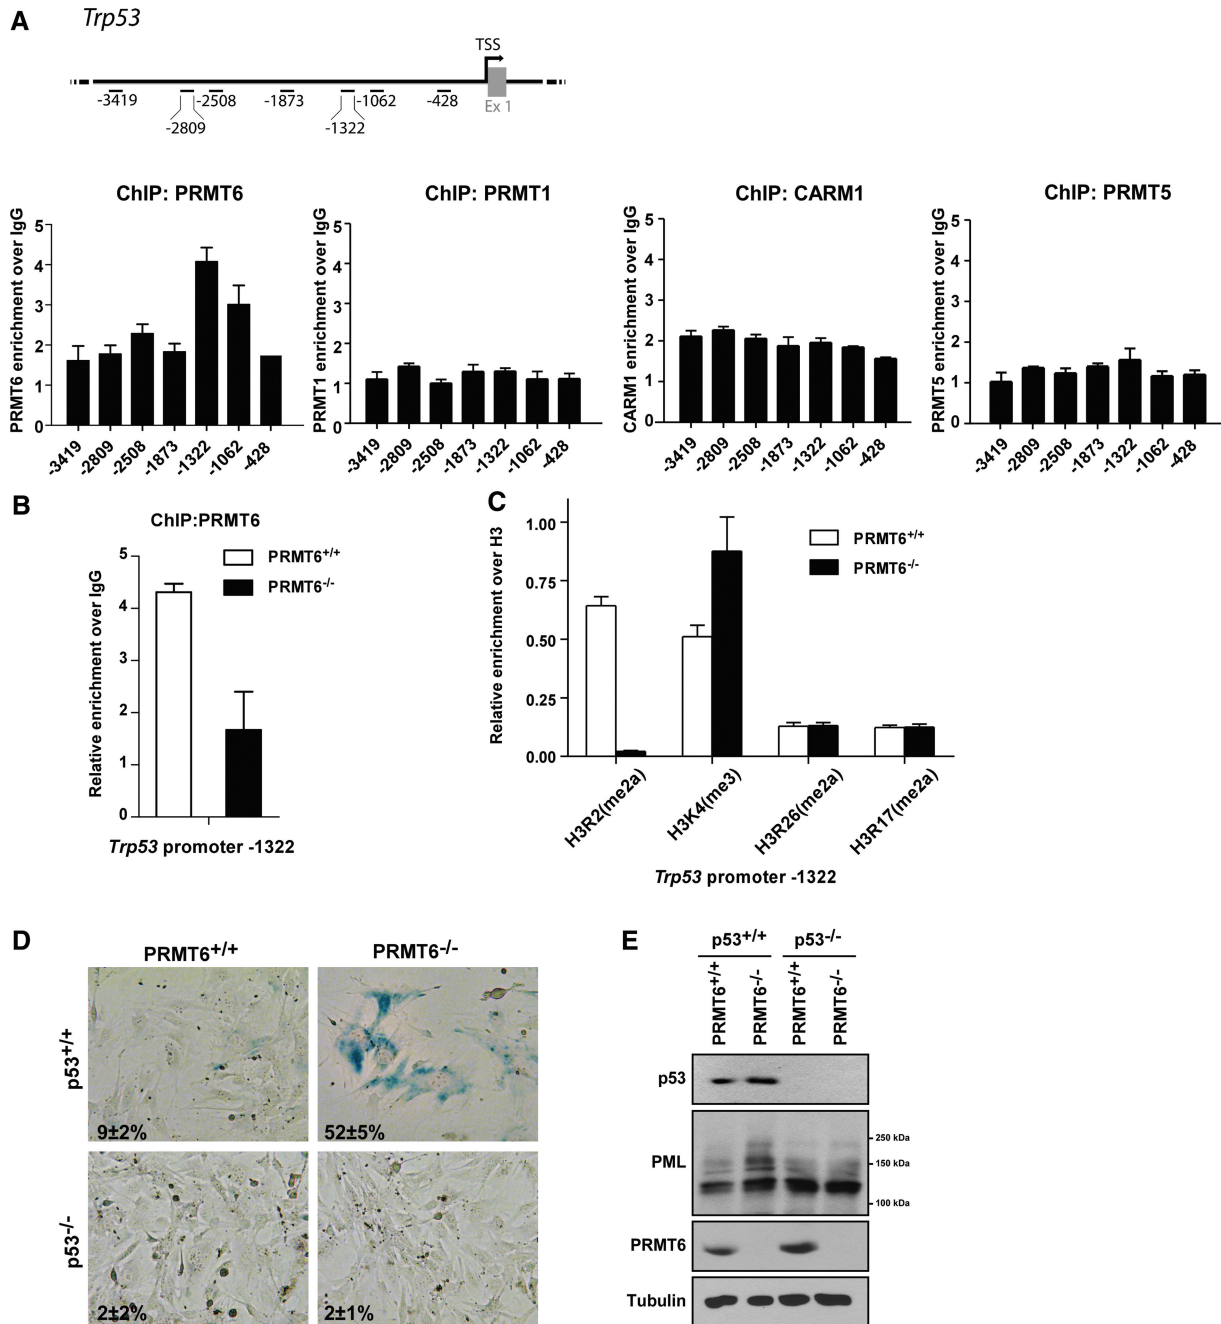 A
Trp53
TSS
-3419
-2508
-1873
-1062
-428
Ex 1
-2809
-1322
ChIP: PRMT6
PRMT6 enrichment over IgG
5
4
3
2
1
0
-3419
-2809
-2508
-1873
-1322
-1062
-428
ChIP: PRMT1
PRMT1 enrichment over IgG
5
4
3
2
1
0
-3419
-2809
-2508
-1873
-1322
-1062
-428
ChIP: CARM1
CARM1 enrichment over IgG
5
4
3
2
1
0
-3419
-2809
-2508
-1873
-1322
-1062
-428
ChIP: PRMT5
PRMT5 enrichment over IgG
5
4
3
2
1
0
-3419
-2809
-2508
-1873
-1322
-1062
-428
B
ChIP:PRMT6
PRMT6+/+
PRMT6-/-
Relative enrichment over IgG
5
4
3
2
1
0
Trp53 promoter -1322
C
Relative enrichment over H3
1.00
0.75
0.50
0.25
0.00
PRMT6+/+
PRMT6-/-
H3R2(me2a)
H3K4(me3)
H3R26(me2a)
H3R17(me2a)
Trp53 promoter -1322
D
PRMT6+/+
PRMT6-/-
p53+/+
9±2%
52±5%
p53-/-
2±2%
2±1%
E
p53+/+
p53-/-
PRMT6+/+
PRMT6-/-
PRMT6+/+
PRMT6-/-
p53
PML
250 kDa
150 kDa
100 kDa
PRMT6
Tubulin